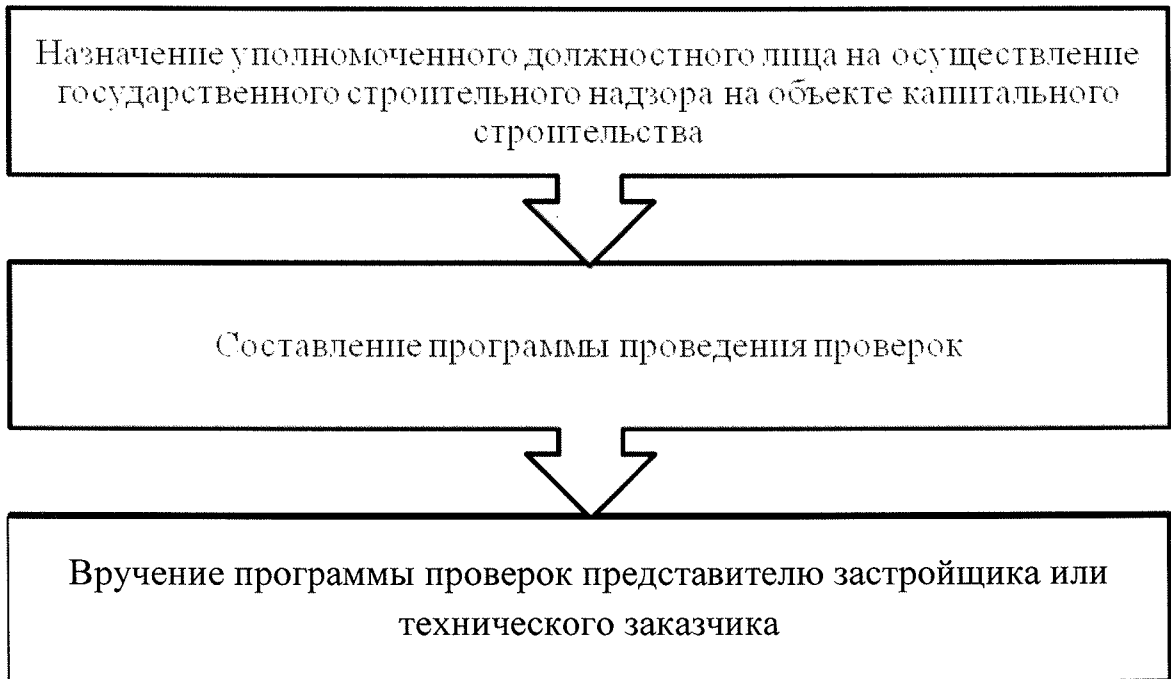 Назначение уполномоченного должностного лица на осуществление
государственного строительного надзора на объекте капитального
строительства
Составление программы проведения проверок
Вручение программы проверок представителю застройщика или
технического заказчика